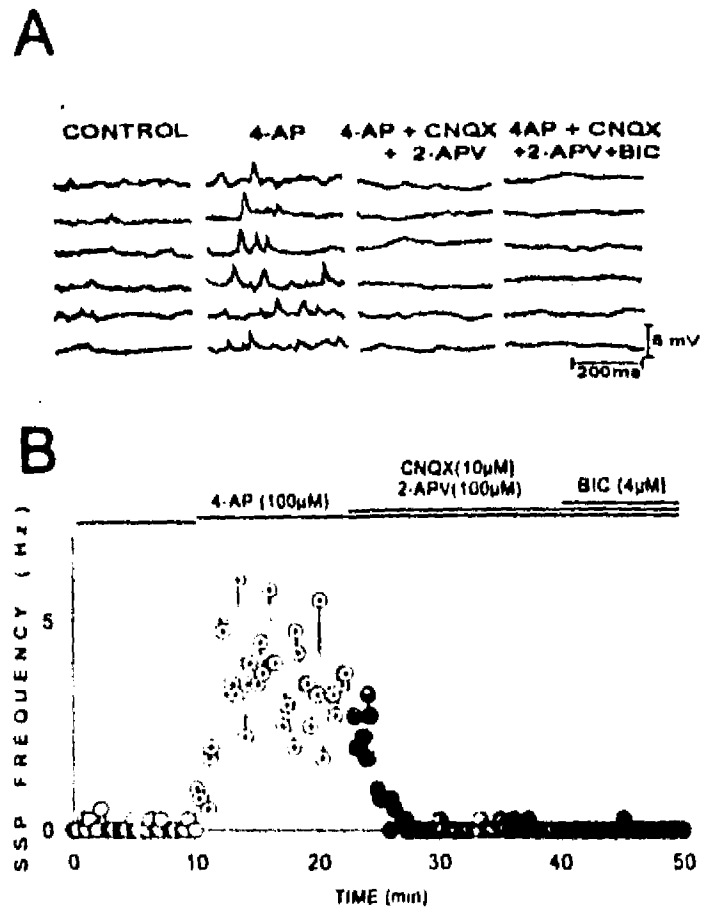 A
CONTROL 4-AP 4-AP + CNQX 4AP + CNQX
+ 2-APV +2-APV+BIC
8 mV
200ms
B
CNQX(10µM)
4-AP (100µM) 2-APV(100µM) BIC (4µM)
SSP FREQUENCY (Hz)
5
0
0 10 20 30 40 50
TIME (min)